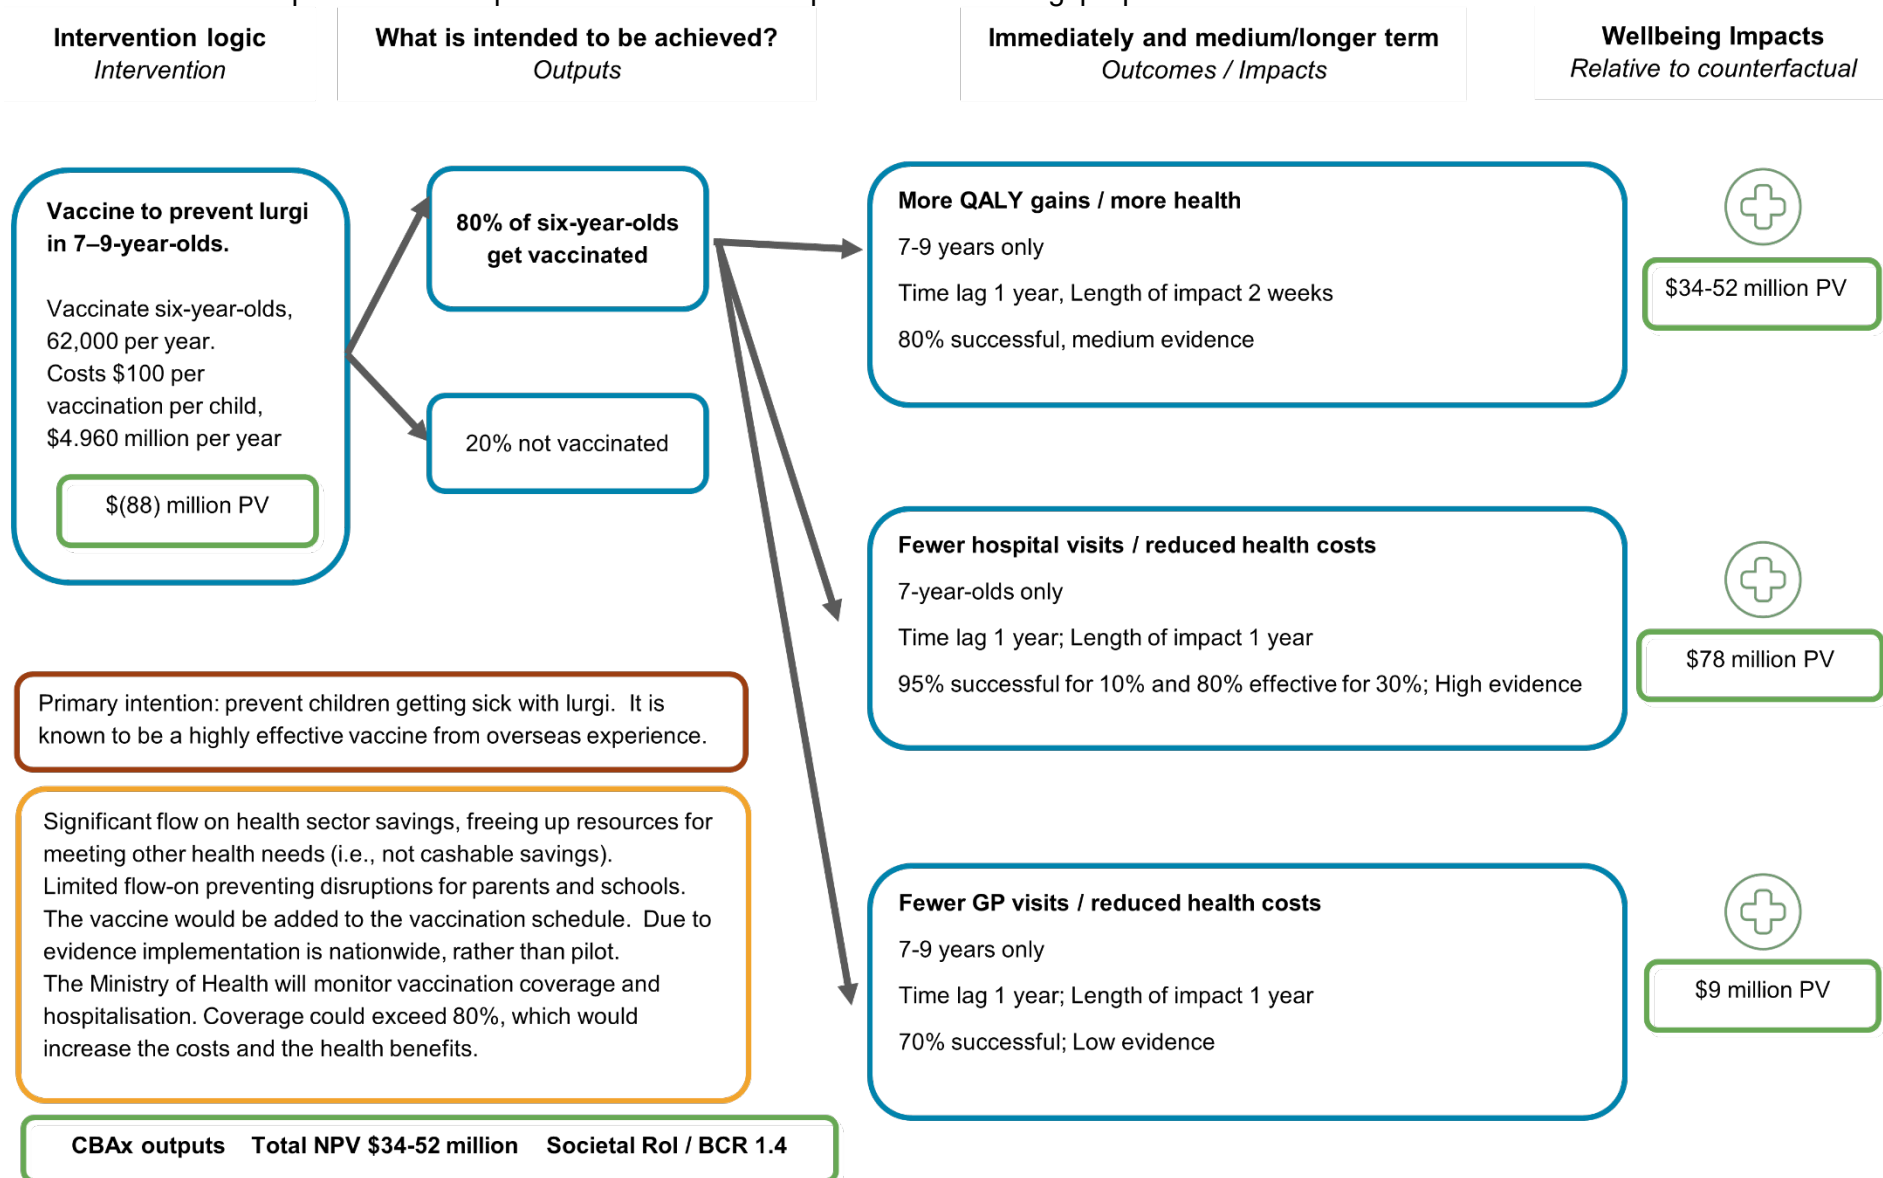 Intervention logic
Intervention
What is intended to be achieved?
Outputs
Immediately and medium/longer term
Outcomes / Impacts
Wellbeing Impacts
Relative to counterfactual
Vaccine to prevent lurgi
in 7–9-year-olds.
Vaccinate six-year-olds,
62,000 per year.
Costs $100 per
vaccination per child,
$4.960 million per year
$(88) million PV
80% of six-year-olds
get vaccinated
20% not vaccinated
More QALY gains / more health
7-9 years only
Time lag 1 year, Length of impact 2 weeks
80% successful, medium evidence
$34-52 million PV
Fewer hospital visits / reduced health costs
7-year-olds only
Time lag 1 year; Length of impact 1 year
95% successful for 10% and 80% effective for 30%; High evidence
$78 million PV
Fewer GP visits / reduced health costs
7-9 years only
Time lag 1 year; Length of impact 1 year
70% successful; Low evidence
$9 million PV
Primary intention: prevent children getting sick with lurgi.  It is
known to be a highly effective vaccine from overseas experience.
Significant flow on health sector savings, freeing up resources for
meeting other health needs (i.e., not cashable savings).
Limited flow-on preventing disruptions for parents and schools.
The vaccine would be added to the vaccination schedule.  Due to
evidence implementation is nationwide, rather than pilot.
The Ministry of Health will monitor vaccination coverage and
hospitalisation. Coverage could exceed 80%, which would
increase the costs and the health benefits.
CBAx outputs    Total NPV $34-52 million    Societal RoI / BCR 1.4